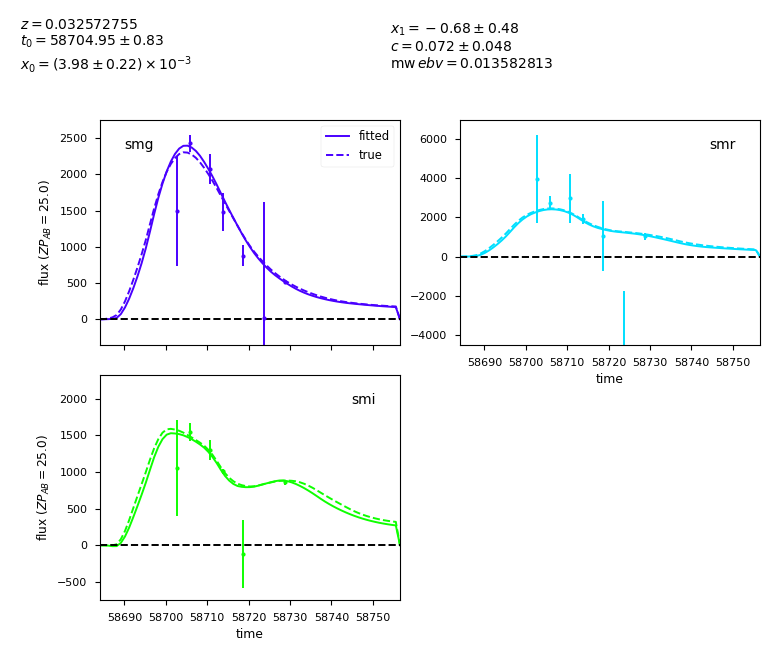 z = 0.032572755
t₀ = 58704.95 ± 0.83
x₀ = (3.98 ± 0.22) × 10⁻³
x₁ = −0.68 ± 0.48
c = 0.072 ± 0.048
mw ebv = 0.013582813
smg
fitted
true
flux (ZP_AB = 25.0)
2500
2000
1500
1000
500
0
smr
6000
4000
2000
0
−2000
−4000
58690 58700 58710 58720 58730 58740 58750
time
smi
flux (ZP_AB = 25.0)
2000
1500
1000
500
0
−500
58690 58700 58710 58720 58730 58740 58750
time